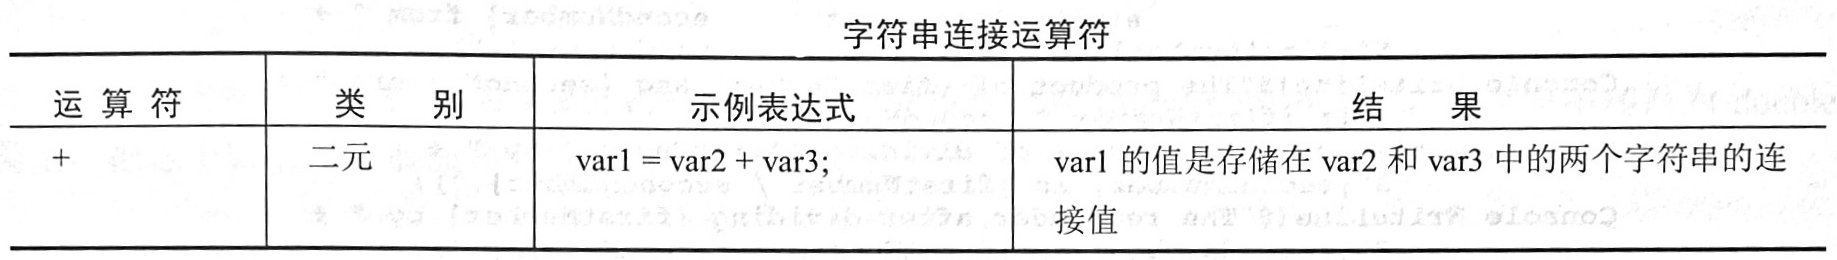 字符串连接运算符
运 算 符 类 别 示例表达式 结 果
+ 二元 var1 = var2 + var3; var1 的值是存储在 var2 和 var3 中的两个字符串的连
接值